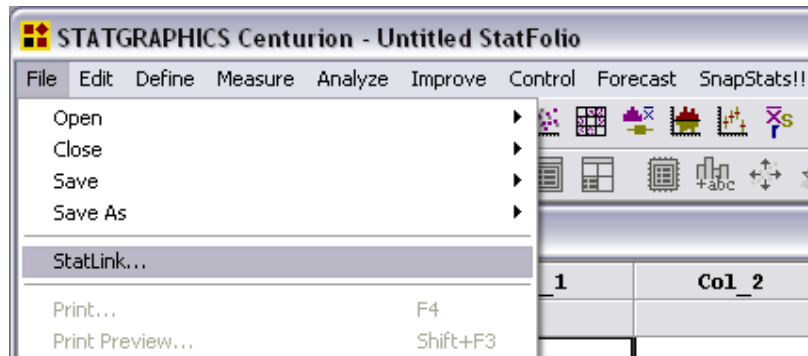 STATGRAPHICS Centurion - Untitled StatFolio
File Edit Define Measure Analyze Improve Control Forecast SnapStats!!
Open
Close
Save
Save As
StatLink...
_1 Col_2
Print... F4
Print Preview... Shift+F3
+abc